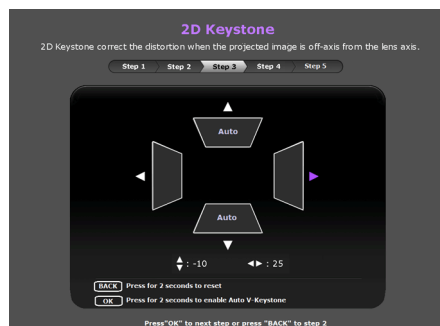 2D Keystone
2D Keystone correct the distortion when the projected image is off-axis from the lens axis.
Step 1 Step 2 Step 3 Step 4 Step 5
Auto
Auto
: -10 : 25
BACK Press for 2 seconds to reset
OK Press for 2 seconds to enable Auto V-Keystone
Press"OK" to next step or press "BACK" to step 2